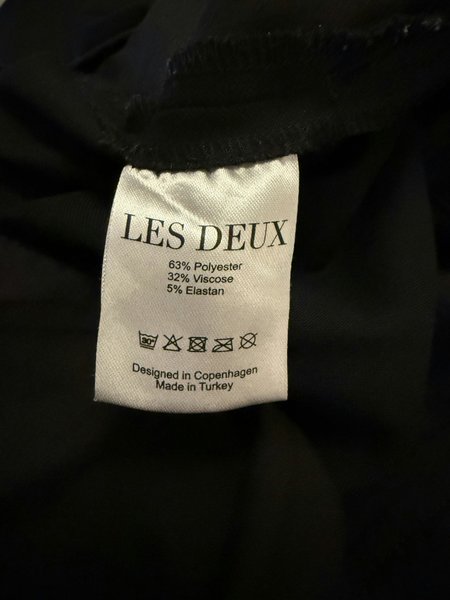 LES DEUX
63% Polyester
32% Viscose
5% Elastan
30°
Designed in Copenhagen
Made in Turkey